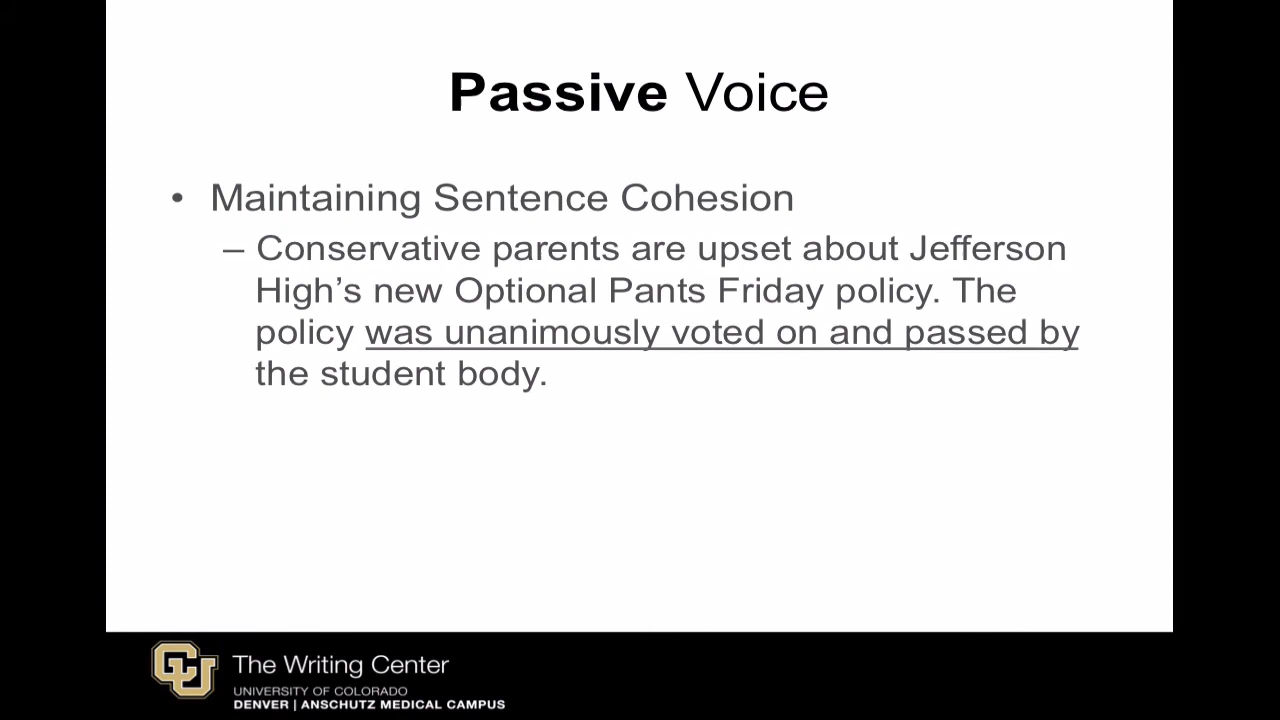 Passive Voice
• Maintaining Sentence Cohesion
– Conservative parents are upset about Jefferson
High’s new Optional Pants Friday policy. The
policy was unanimously voted on and passed by
the student body.
CU
The Writing Center
UNIVERSITY OF COLORADO
DENVER | ANSCHUTZ MEDICAL CAMPUS